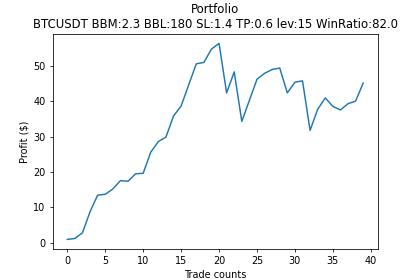 Portfolio
BTCUSDT BBM:2.3 BBL:180 SL:1.4 TP:0.6 lev:15 WinRatio:82.0
50
40
30
20
10
0
Profit ($)
0 5 10 15 20 25 30 35 40
Trade counts